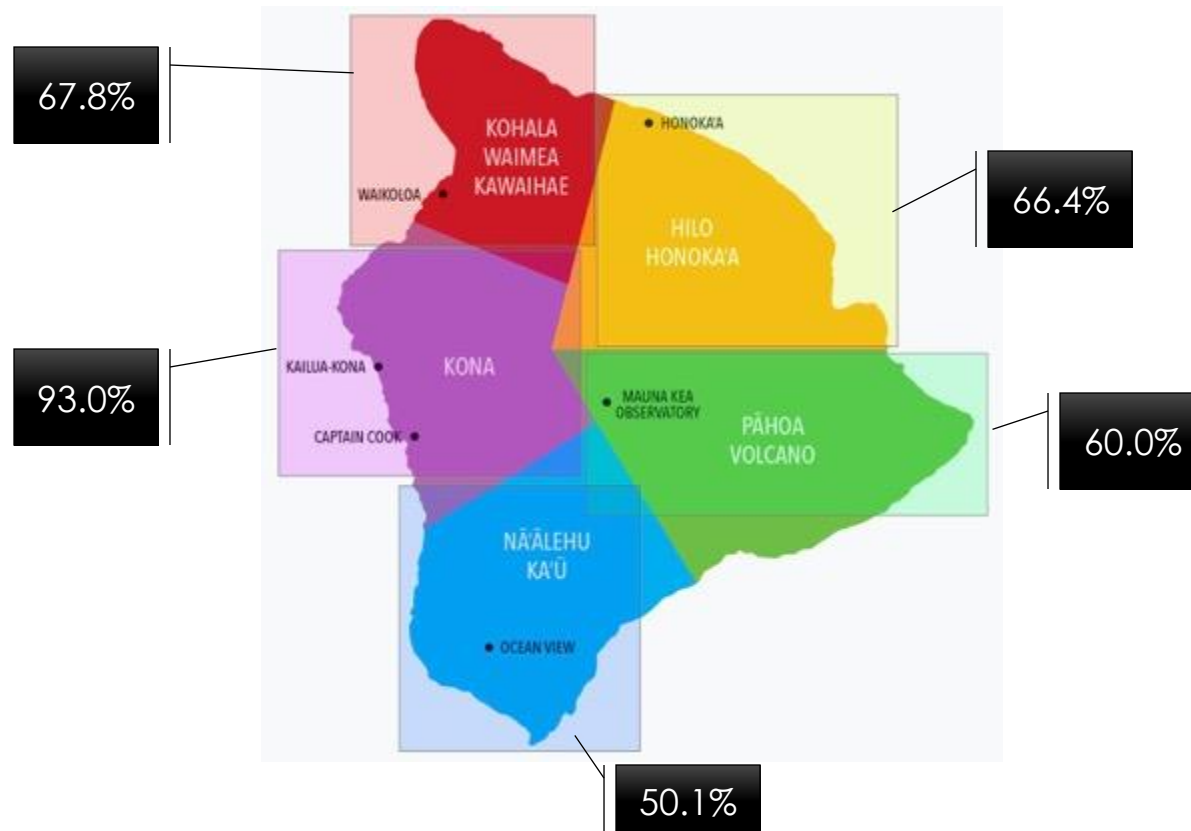 67.8%
KOHALA
WAIMEA
KAWAIHAE
WAIKOLOA
HONOKA'A
HILO
HONOKA'A
66.4%
93.0%
KAILUA-KONA
KONA
CAPTAIN COOK
MAUNA KEA
OBSERVATORY
PĀHOA
VOLCANO
60.0%
NĀ'ĀLEHU
KA'Ū
OCEAN VIEW
50.1%